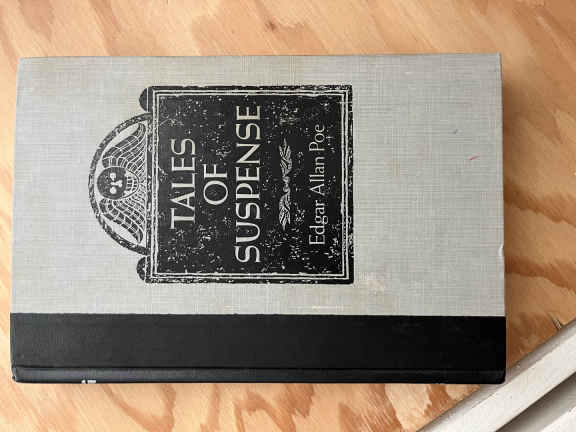 TALES
OF
SUSPENSE
Edgar Allan Poe